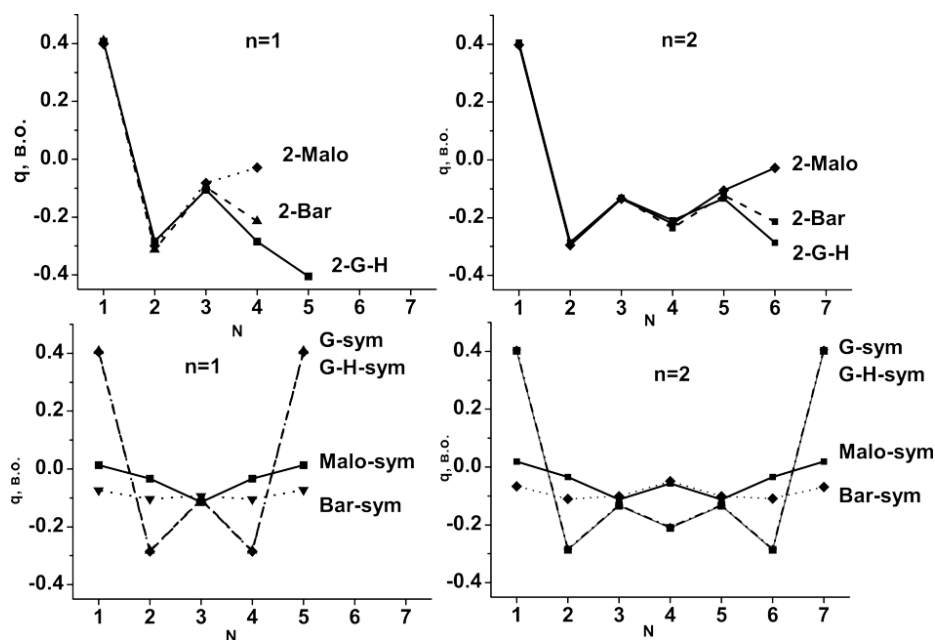 n=1
0.4
0.2
0.0
-0.2
-0.4
q, в.о.
2-Malo
2-Bar
2-G-H
1 2 3 4 5 6 7
N
n=2
0.4
0.2
0.0
-0.2
-0.4
q, в.о.
2-Malo
2-Bar
2-G-H
1 2 3 4 5 6 7
N
n=1
0.4
0.2
0.0
-0.2
-0.4
q, в.о.
G-sym
G-H-sym
Malo-sym
Bar-sym
1 2 3 4 5 6 7
N
n=2
0.4
0.2
0.0
-0.2
-0.4
q, в.о.
G-sym
G-H-sym
Malo-sym
Bar-sym
1 2 3 4 5 6 7
N